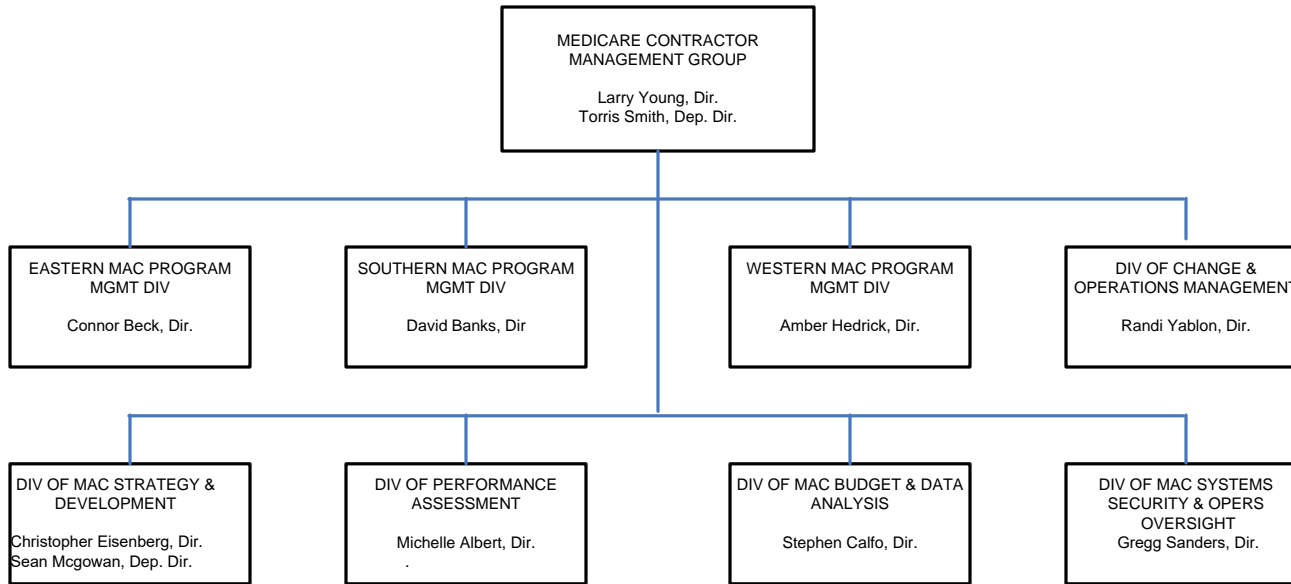 MEDICARE CONTRACTOR
MANAGEMENT GROUP
Larry Young, Dir.
Torris Smith, Dep. Dir.
EASTERN MAC PROGRAM
MGMT DIV
Connor Beck, Dir.
SOUTHERN MAC PROGRAM
MGMT DIV
David Banks, Dir
WESTERN MAC PROGRAM
MGMT DIV
Amber Hedrick, Dir.
DIV OF CHANGE &
OPERATIONS MANAGEMENT
Randi Yablon, Dir.
DIV OF MAC STRATEGY &
DEVELOPMENT
Christopher Eisenberg, Dir.
Sean Mcgowan, Dep. Dir.
DIV OF PERFORMANCE
ASSESSMENT
Michelle Albert, Dir.
.
DIV OF MAC BUDGET & DATA
ANALYSIS
Stephen Calfo, Dir.
DIV OF MAC SYSTEMS
SECURITY & OPERS
OVERSIGHT
Gregg Sanders, Dir.